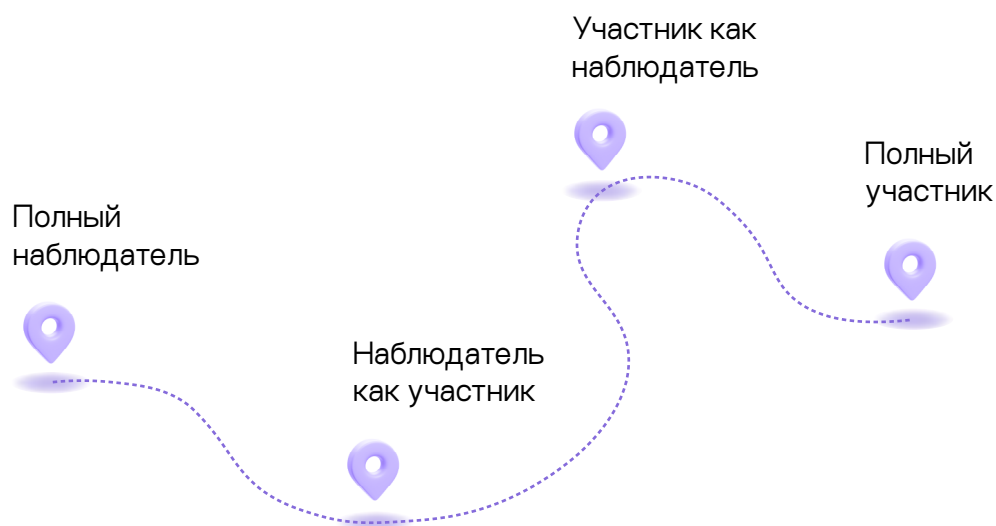 Участник как
наблюдатель
Полный
участник
Полный
наблюдатель
Наблюдатель
как участник